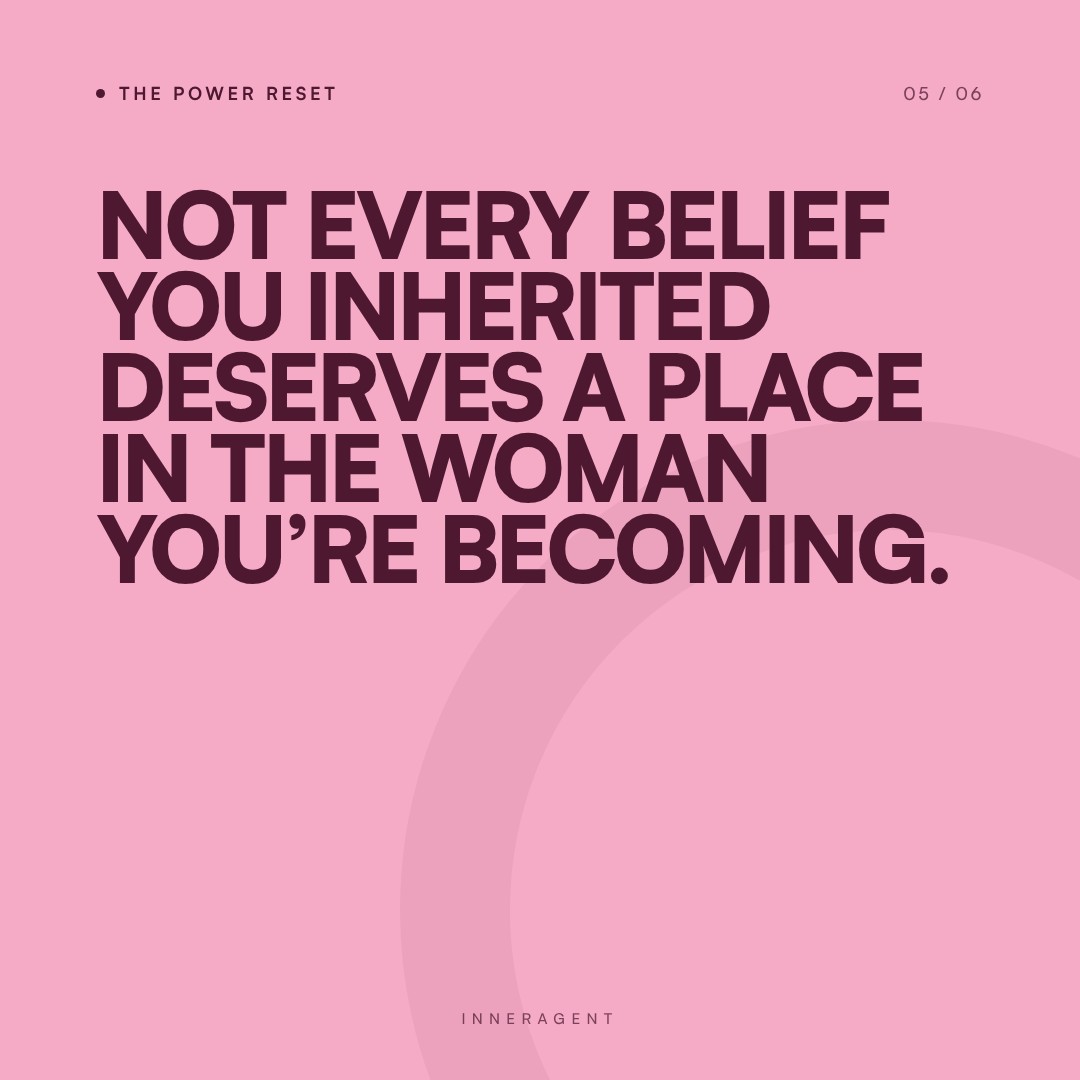 • THE POWER RESET
05 / 06
NOT EVERY BELIEF
YOU INHERITED
DESERVES A PLACE
IN THE WOMAN
YOU’RE BECOMING.
INNERAGENT